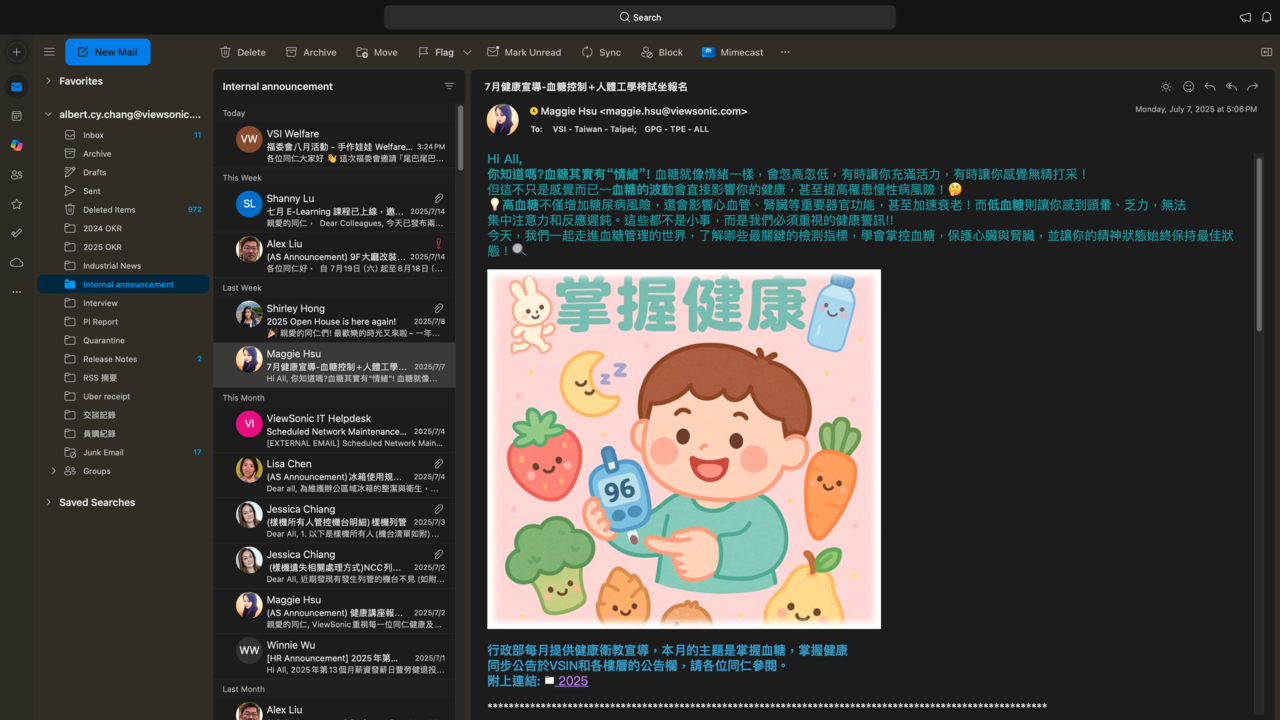 Search
New Mail
Delete
Archive
Move
Flag
Mark Unread
Sync
Block
Mimecast
Favorites
albert.cy.chang@viewsonic....
Inbox 11
Archive
Drafts
Sent
Deleted Items 972
2024 OKR
2025 OKR
Industrial News
Internal announcement
Interview
PI Report
Quarantine
Release Notes 2
RSS 摘要
Uber receipt
交談記錄
員購紀錄
Junk Email 17
Groups
Saved Searches
Internal announcement
Today
VW
VSI Welfare
福委會八月活動 - 手作娃娃 Welfare... 3:24 PM
各位同仁大家好 👋 這次福委會邀請「尾巴尾巴...
This Week
SL
Shanny Lu
七月 E-Learning 課程已上線，邀... 2025/7/14
親愛的同仁， Dear Colleagues, 今天已發布兩...
Alex Liu
(AS Announcement) 9F大廳改裝... 2025/7/14
各位同仁好， 自 7月19日 (六) 起至8月18日 (...
Last Week
Shirley Hong
2025 Open House is here again! 2025/7/8
🎉 親愛的同仁們! 最歡樂的時光又來啦~ 一年...
Maggie Hsu
7月健康宣導-血糖控制+人體工學... 2025/7/7
Hi All, 你知道嗎?血糖其實有“情緒”! 血糖就像...
This Month
VI
ViewSonic IT Helpdesk
Scheduled Network Maintenance... 2025/7/4
[EXTERNAL EMAIL] Scheduled Network Main...
Lisa Chen
(AS Announcement)冰箱使用規... 2025/7/4
Dear all, 為維護辦公區域冰箱的整潔與衛生，...
Jessica Chiang
(樣機所有人管控機台明細) 樣機列管 2025/7/3
Dear All, 1. 以下是樣機所有人 (機台清單如附)...
Jessica Chiang
(樣機遺失相關處理方式)NCC列... 2025/7/2
Dear All, 近期發現有發生列管的機台不見 (如附...
Maggie Hsu
(AS Announcement) 健康講座報... 2025/7/2
親愛的同仁, ViewSonic重視每一位同仁健康及...
WW
Winnie Wu
[HR Announcement] 2025年第... 2025/7/1
Hi All, 2025年第13個月薪資發薪日暨勞健退投...
Last Month
Alex Liu
7月健康宣導-血糖控制+人體工學椅試坐報名
Maggie Hsu <maggie.hsu@viewsonic.com>
To: VSI - Taiwan - Taipei; GPG - TPE - ALL
Monday, July 7, 2025 at 5:06 PM
Hi All,
你知道嗎?血糖其實有“情緒”! 血糖就像情緒一樣，會忽高忽低，有時讓你充滿活力，有時讓你感覺無精打采！
但這不只是感覺而已~~血糖的波動會直接影響你的健康，甚至提高罹患慢性病風險！🤔
💡高血糖不僅增加糖尿病風險，還會影響心血管、腎臟等重要器官功能，甚至加速衰老！而低血糖則讓你感到頭暈、乏力，無法
集中注意力和反應遲鈍。這些都不是小事，而是我們必須重視的健康警訊!!
今天，我們一起走進血糖管理的世界，了解哪些最關鍵的檢測指標，學會掌控血糖，保護心臟與腎臟，並讓你的精神狀態始終保持最佳狀
態！🔍
掌握健康
z z z
96
行政部每月提供健康衛教宣導，本月的主題是掌握血糖，掌握健康
同步公告於VSIN和各樓層的公告欄，請各位同仁參閱。
附上連結: 2025
****************************************************************************************************************